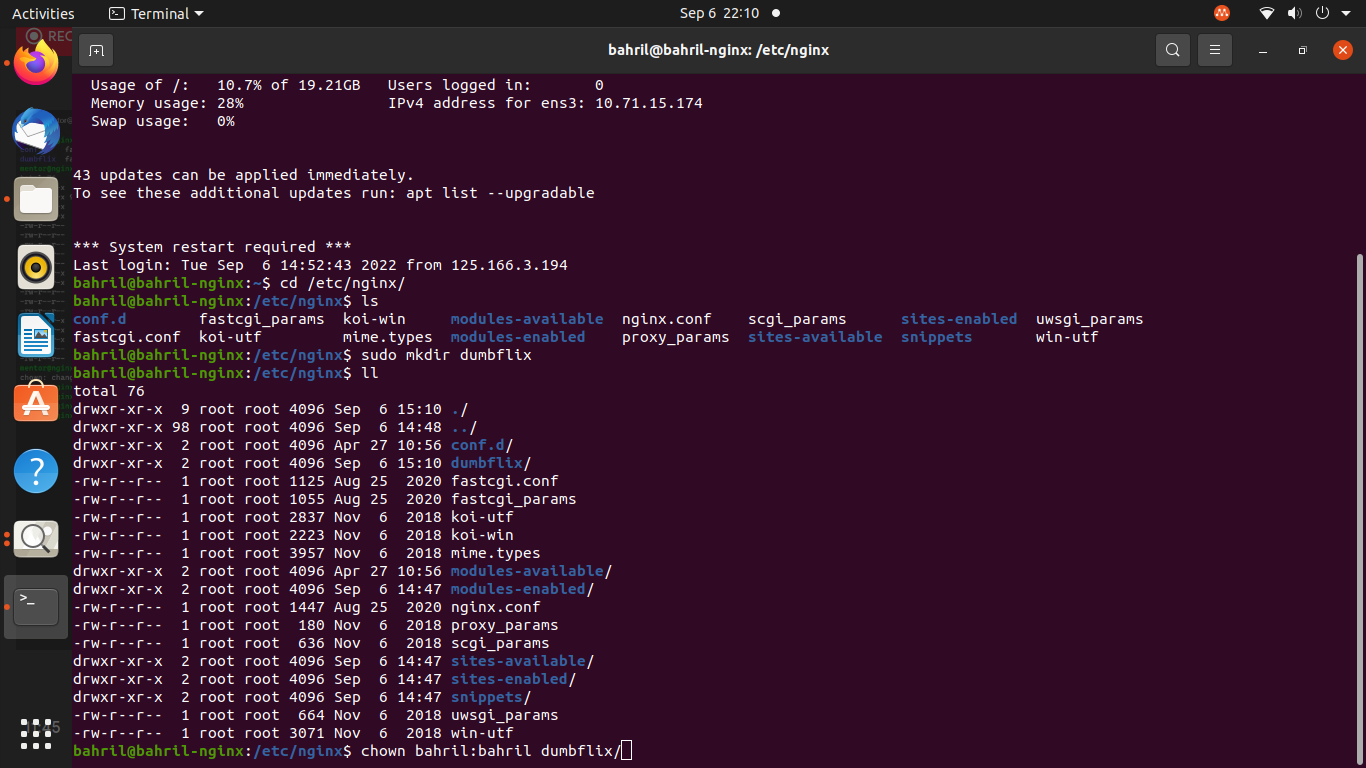 Activities Terminal Sep 6 22:10
REC
bahril@bahril-nginx: /etc/nginx
Usage of /: 10.7% of 19.21GB Users logged in: 0
Memory usage: 28% IPv4 address for ens3: 10.71.15.174
Swap usage: 0%
43 updates can be applied immediately.
To see these additional updates run: apt list --upgradable
*** System restart required ***
Last login: Tue Sep  6 14:52:43 2022 from 125.166.3.194
bahril@bahril-nginx:~$ cd /etc/nginx/
bahril@bahril-nginx:/etc/nginx$ ls
conf.d fastcgi_params koi-win modules-available nginx.conf scgi_params sites-enabled uwsgi_params
fastcgi.conf koi-utf mime.types modules-enabled proxy_params sites-available snippets win-utf
bahril@bahril-nginx:/etc/nginx$ sudo mkdir dumbflix
bahril@bahril-nginx:/etc/nginx$ ll
total 76
drwxr-xr-x  9 root root 4096 Sep  6 15:10 ./
drwxr-xr-x 98 root root 4096 Sep  6 14:48 ../
drwxr-xr-x  2 root root 4096 Apr 27 10:56 conf.d/
drwxr-xr-x  2 root root 4096 Sep  6 15:10 dumbflix/
-rw-r--r--  1 root root 1125 Aug 25  2020 fastcgi.conf
-rw-r--r--  1 root root 1055 Aug 25  2020 fastcgi_params
-rw-r--r--  1 root root 2837 Nov  6  2018 koi-utf
-rw-r--r--  1 root root 2223 Nov  6  2018 koi-win
-rw-r--r--  1 root root 3957 Nov  6  2018 mime.types
drwxr-xr-x  2 root root 4096 Apr 27 10:56 modules-available/
drwxr-xr-x  2 root root 4096 Sep  6 14:47 modules-enabled/
-rw-r--r--  1 root root 1447 Aug 25  2020 nginx.conf
-rw-r--r--  1 root root  180 Nov  6  2018 proxy_params
-rw-r--r--  1 root root  636 Nov  6  2018 scgi_params
drwxr-xr-x  2 root root 4096 Sep  6 14:47 sites-available/
drwxr-xr-x  2 root root 4096 Sep  6 14:47 sites-enabled/
drwxr-xr-x  2 root root 4096 Sep  6 14:47 snippets/
-rw-r--r--  1 root root  664 Nov  6  2018 uwsgi_params
-rw-r--r--  1 root root 3071 Nov  6  2018 win-utf
bahril@bahril-nginx:/etc/nginx$ chown bahril:bahril dumbflix/